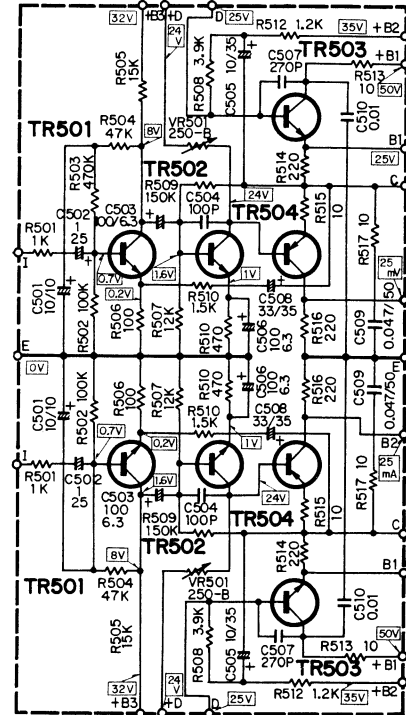 32V +B3 +D D 25V
24 V
R512 1.2K 35V +B2
R505 15K
R508 3.9K
C505 10/35
C507 270P
TR503
+B1
R513 10 50V
C510 0.01
TR501
R504 47K
8V
VR501 250-B
R514 220
B1
25V
R503 470K
TR502
R509 150K
C504 100P
24V
TR504
C
R515 10
C502 1 25
C503 100/6.3
R501 1K
I
0.7V
1.6V
1V
R517 10
25 mV
0.2V
R510 1.5K
C508 33/35
C501 10/10
R502 100K
R506 100
R507 12K
R510 470
C506 100 6.3
R516 220
C509 0.047/50
E
0V
E
C501 10/10
R502 100K
R506 100
R507 12K
R510 470
C506 100 6.3
R516 220
C509 0.047/50
R510 1.5K
C508 33/35
B2
0.7V
0.2V
1V
25 mA
I
R501 1K
C502 1 25
C503 100 6.3
1.6V
C504 100P
24V
R517 10
R509 150K
TR502
TR504
R515 10
C
8V
R514 220
TR501
R504 47K
VR501 250-B
B1
R505 15K
R508 3.9K
C505 10/35
C507 270P
C510 0.01
R513 10 50V
TR503
+B1
24 V
32V +B3 +D D 25V
R512 1.2K 35V +B2